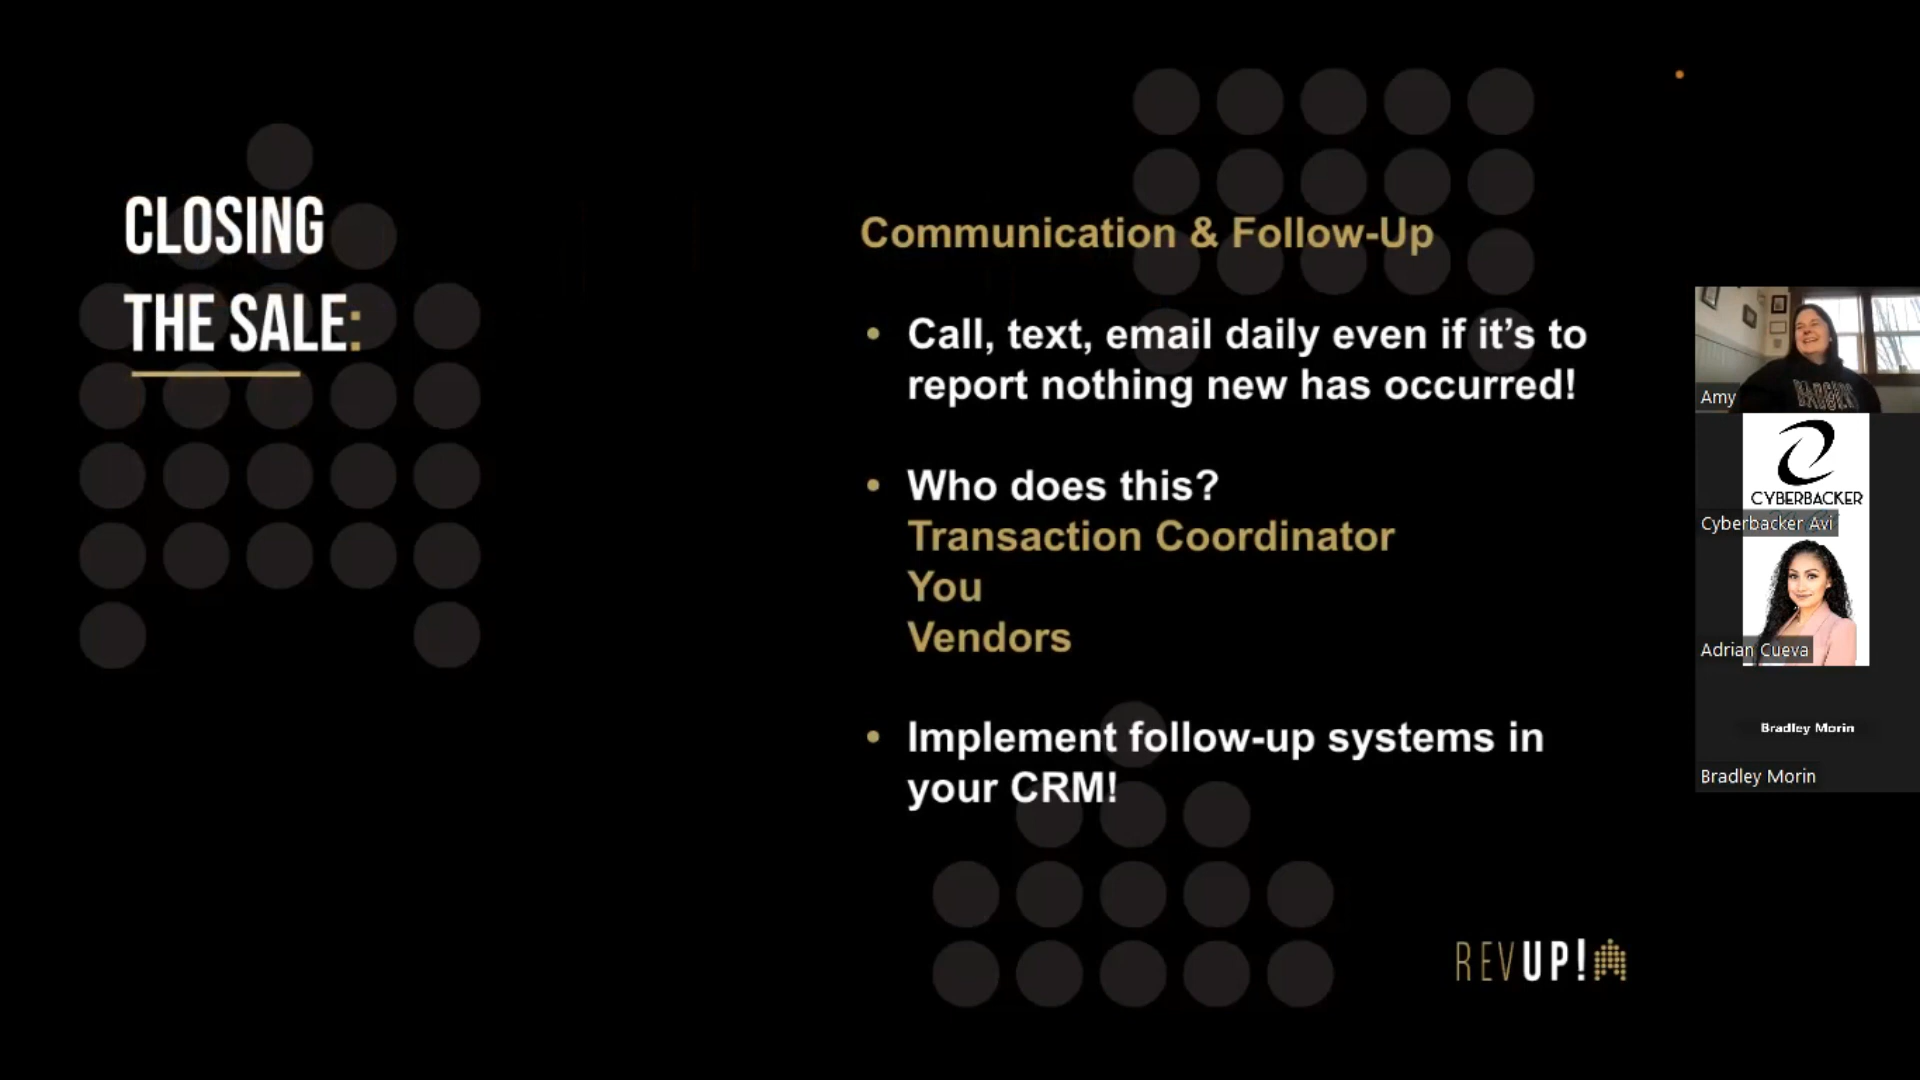 CLOSING
THE SALE:
Communication & Follow-Up
• Call, text, email daily even if it’s to
report nothing new has occurred!
• Who does this?
Transaction Coordinator
You
Vendors
• Implement follow-up systems in
your CRM!
REVUP!
Amy
CYBERBACKER
Cyberbacker Avi
Adrian Cueva
Bradley Morin
Bradley Morin